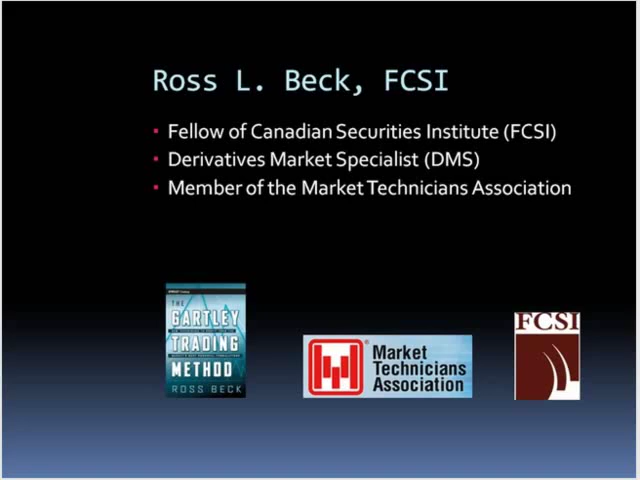 Ross L. Beck, FCSI
Fellow of Canadian Securities Institute (FCSI)
Derivatives Market Specialist (DMS)
Member of the Market Technicians Association
THE
GARTLEY
TRADING
METHOD
ROSS BECK
Market
Technicians
Association
FCSI